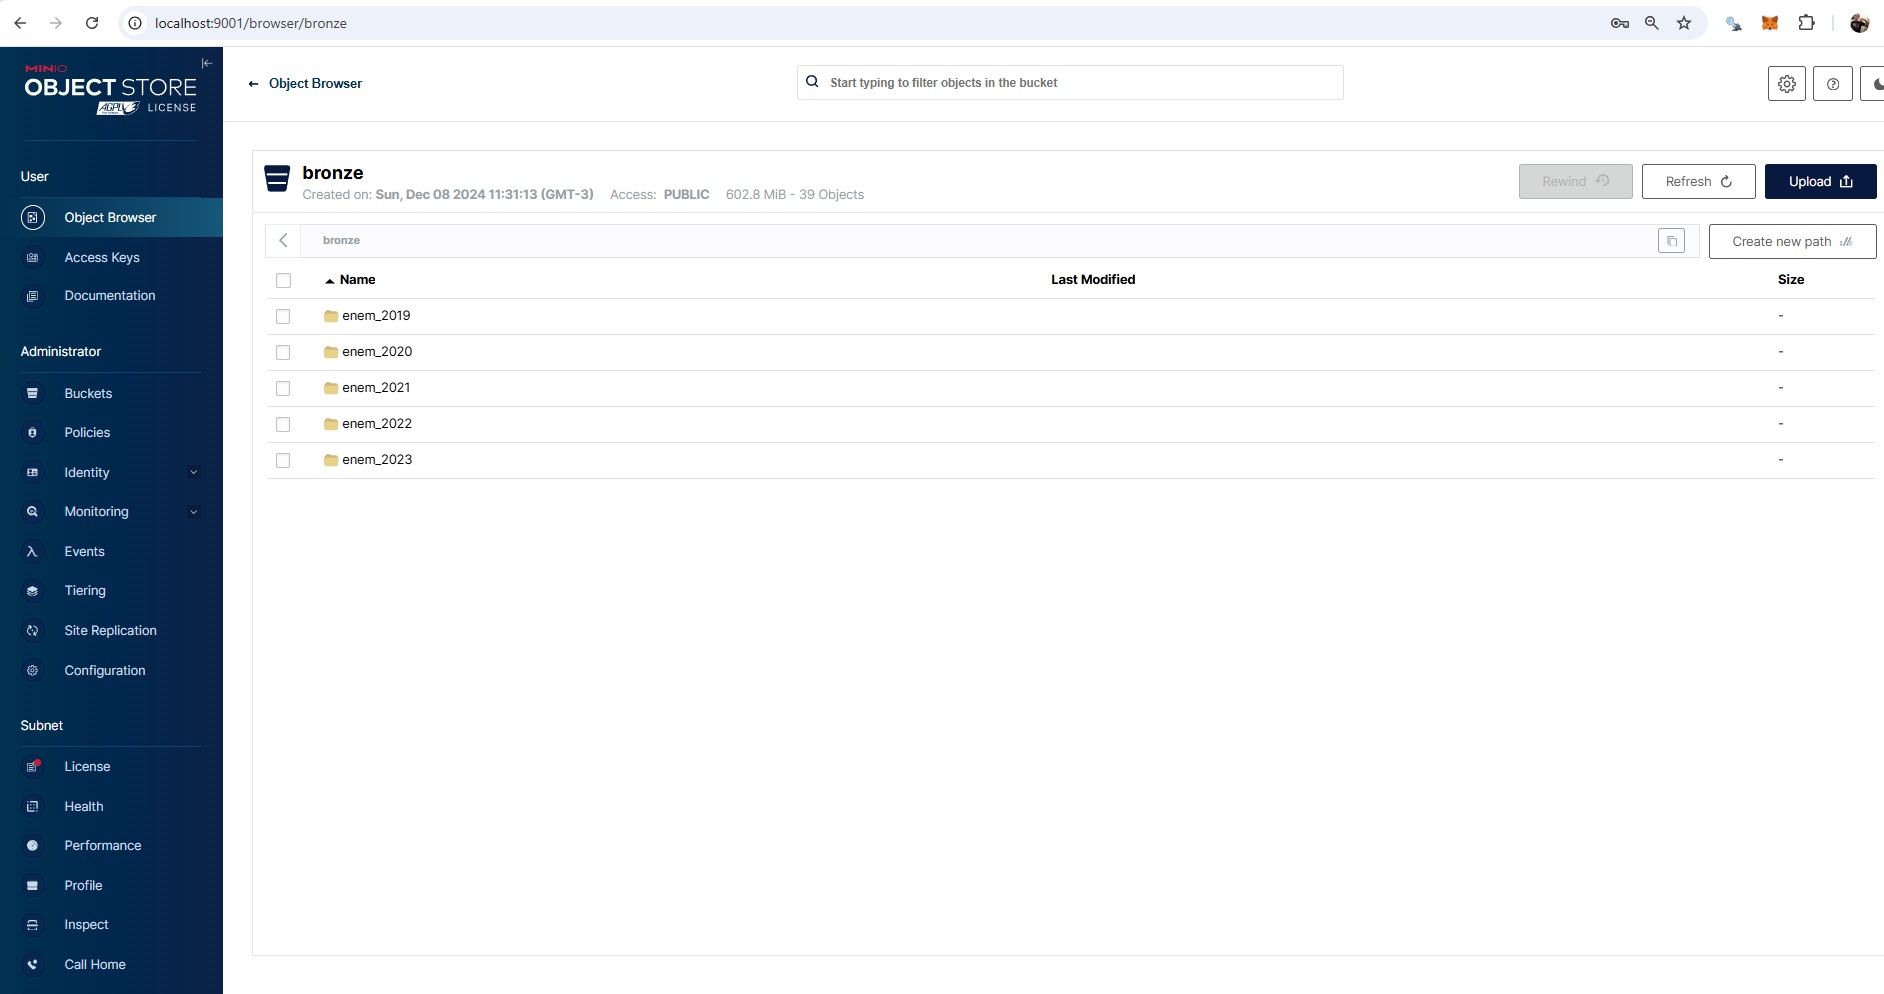 localhost:9001/browser/bronze
MINIO
OBJECT STORE
AGPLv3 LICENSE
Object Browser
Start typing to filter objects in the bucket
User
Object Browser
Access Keys
Documentation
Administrator
Buckets
Policies
Identity
Monitoring
Events
Tiering
Site Replication
Configuration
Subnet
License
Health
Performance
Profile
Inspect
Call Home
bronze
Created on: Sun, Dec 08 2024 11:31:13 (GMT-3) Access: PUBLIC 602.8 MiB - 39 Objects
Rewind
Refresh
Upload
bronze
Create new path
Name Last Modified Size
enem_2019 -
enem_2020 -
enem_2021 -
enem_2022 -
enem_2023 -